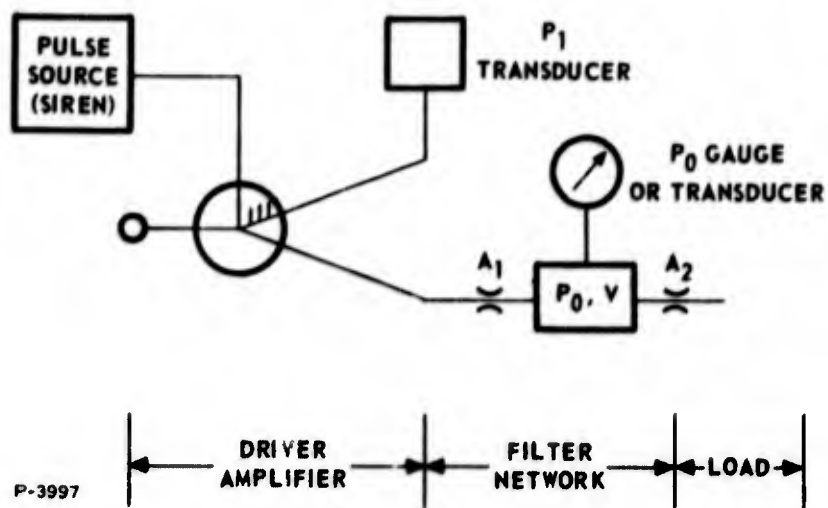 PULSE
SOURCE
(SIREN)
P1
TRANSDUCER
P0 GAUGE
OR TRANSDUCER
A1
P0, V
A2
DRIVER
AMPLIFIER
FILTER
NETWORK
LOAD
P-3997